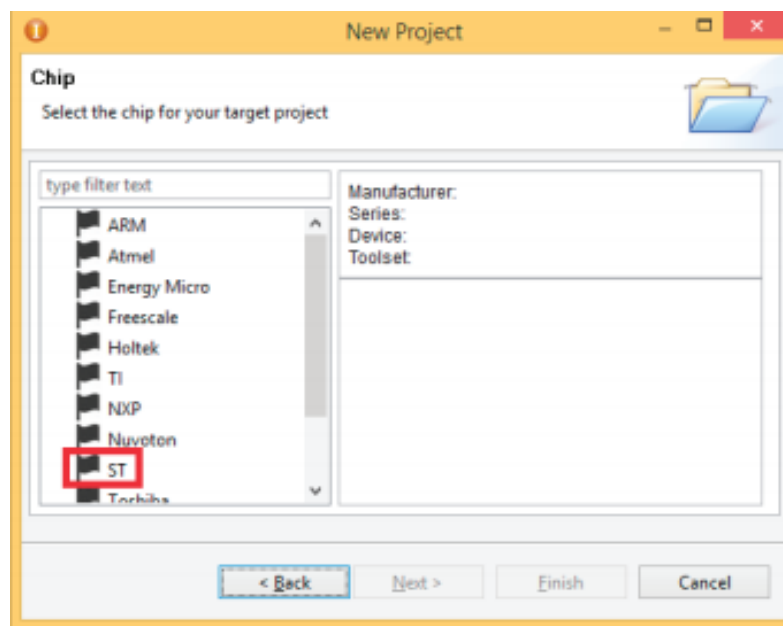 New Project
Chip
Select the chip for your target project
type filter text
ARM
Atmel
Energy Micro
Freescale
Holtek
TI
NXP
Nuvoton
ST
Toshiba
Manufacturer:
Series:
Device:
Toolset:
< Back
Next >
Finish
Cancel